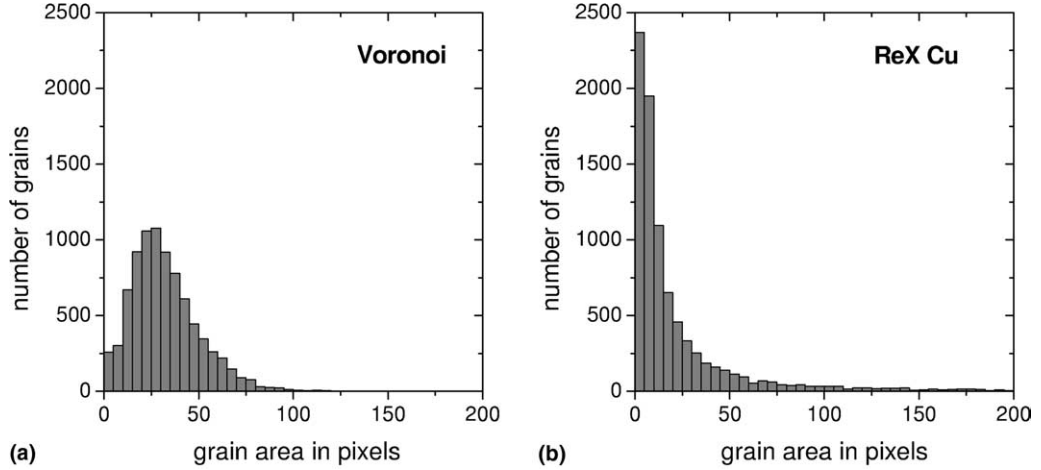 2500
2000
1500
1000
500
0
number of grains
Voronoi
0 50 100 150 200
grain area in pixels
(a)
2500
2000
1500
1000
500
0
number of grains
ReX Cu
0 50 100 150 200
grain area in pixels
(b)